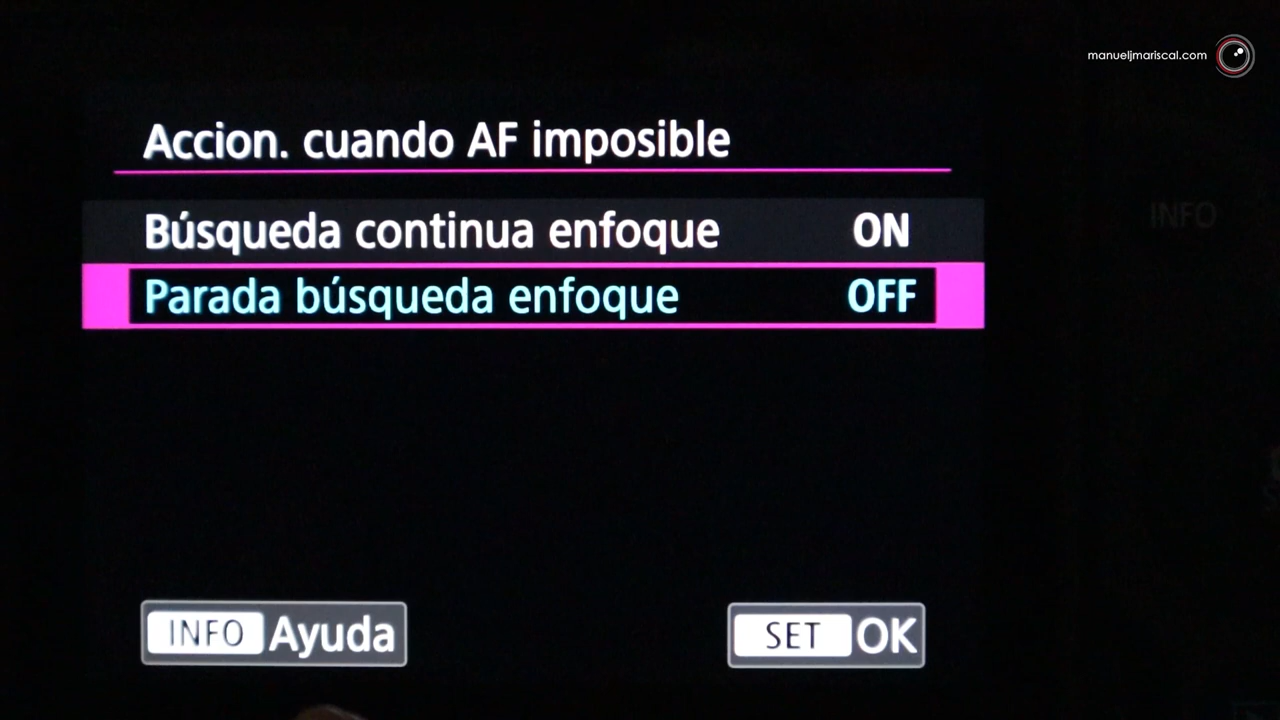 manueljmariscal.com
Accion. cuando AF imposible
Búsqueda continua enfoque ON
INFO
Parada búsqueda enfoque OFF
INFO Ayuda
SET OK